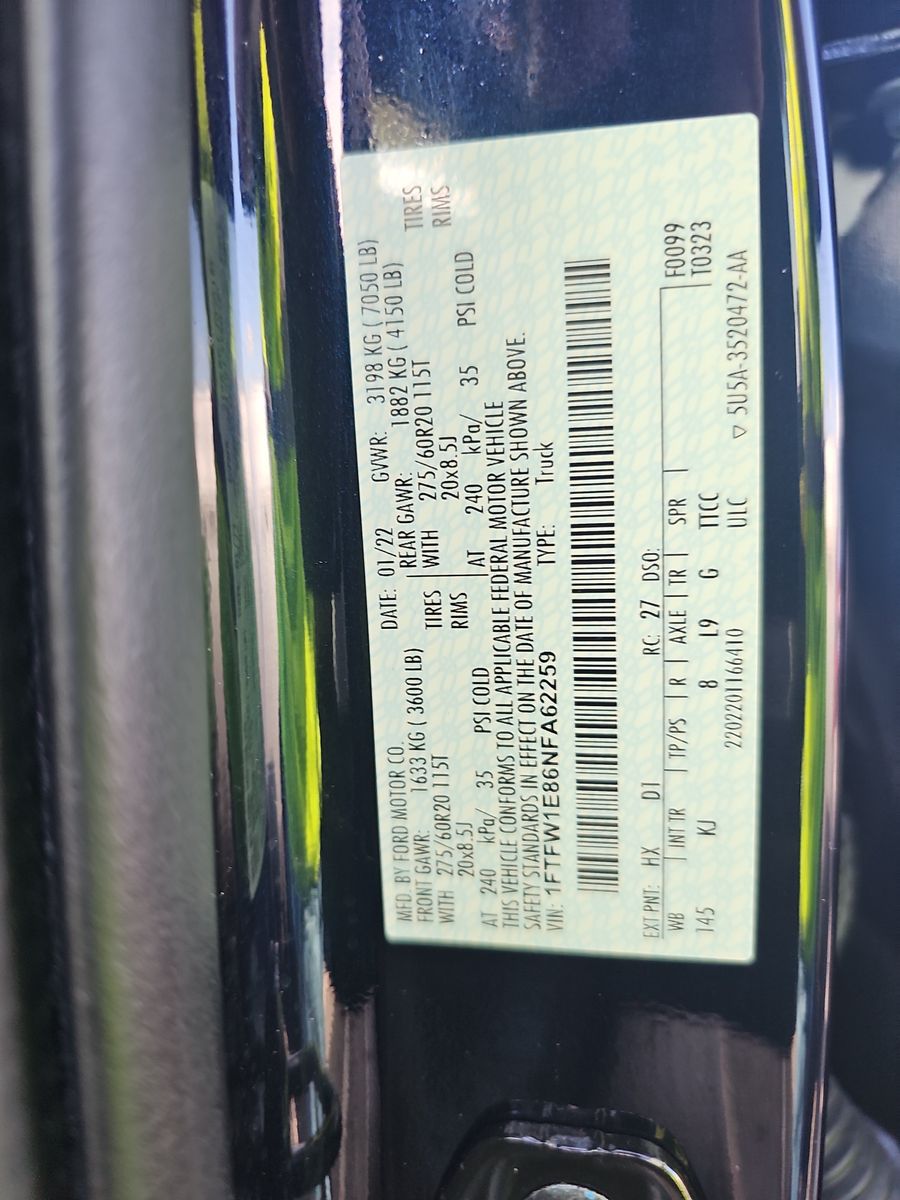 MFD. BY FORD MOTOR CO.
DATE: 01/22 GVWR: 3198 KG ( 7050 LB)
FRONT GAWR: 1633 KG ( 3600 LB) REAR GAWR: 1882 KG ( 4150 LB)
WITH 275/60R20 115T TIRES WITH 275/60R20 115T TIRES
20x8.5J RIMS 20x8.5J RIMS
AT 240 kPa/ 35 PSI COLD AT 240 kPa/ 35 PSI COLD
THIS VEHICLE CONFORMS TO ALL APPLICABLE FEDERAL MOTOR VEHICLE
SAFETY STANDARDS IN EFFECT ON THE DATE OF MANUFACTURE SHOWN ABOVE.
VIN: 1FTFW1E86NFA62259 TYPE: Truck
EXT PNT: HX DT RC: 27 DSO: F0099
WB INT TR TP/PS R AXLE TR SPR T0323
145 KJ 8 L9 G TTCC
2202201166410 ULC ▽ 5U5A-3520472-AA